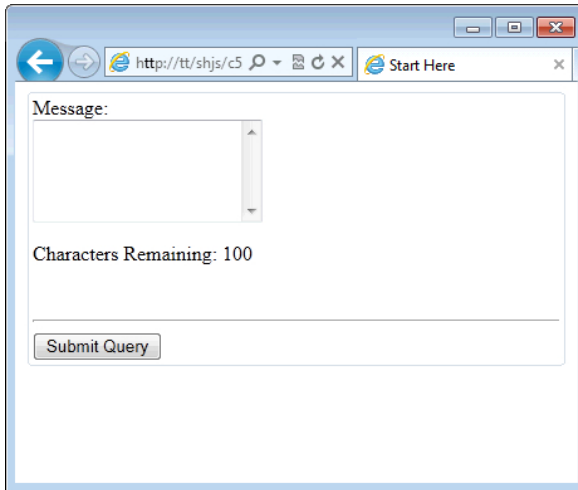 http://tt/shjs/c5
Start Here
Message:
Characters Remaining: 100
Submit Query